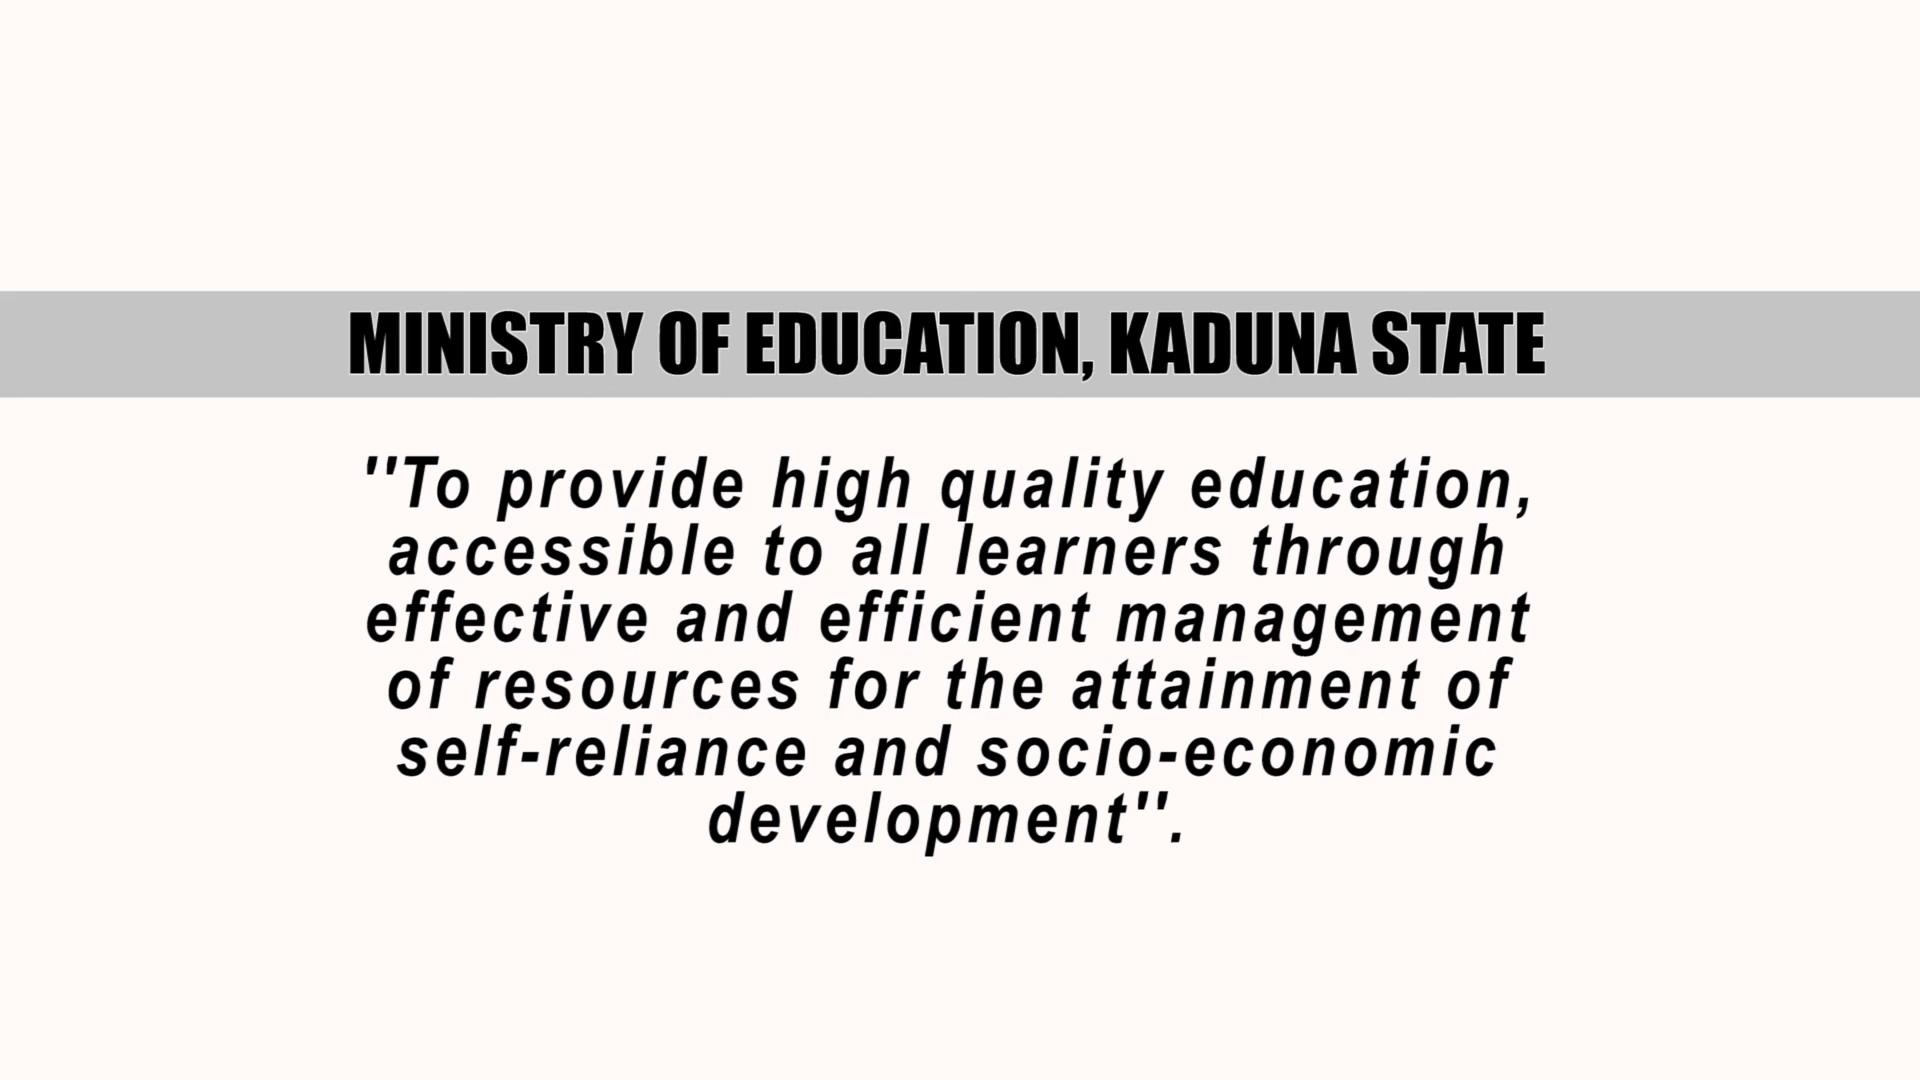 MINISTRY OF EDUCATION, KADUNA STATE
''To provide high quality education,
accessible to all learners through
effective and efficient management
of resources for the attainment of
self-reliance and socio-economic
development''.